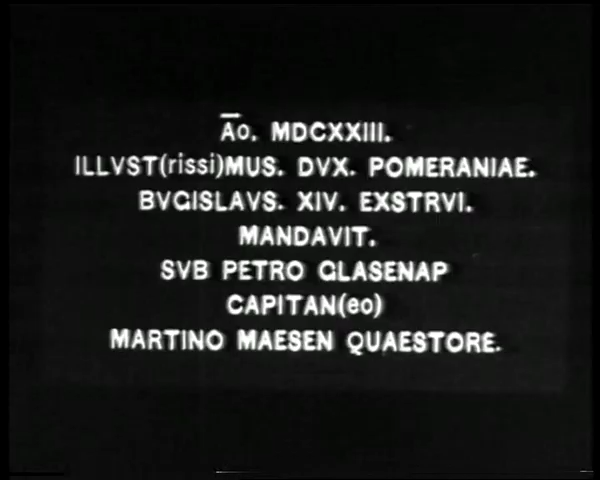 A̅o. MDCXXIII.
ILLVST(rissi)MUS. DVX. POMERANIAE.
BVGISLAVS. XIV. EXSTRVI.
MANDAVIT.
SVB PETRO GLASENAP
CAPITAN(eo)
MARTINO MAESEN QUAESTORE.